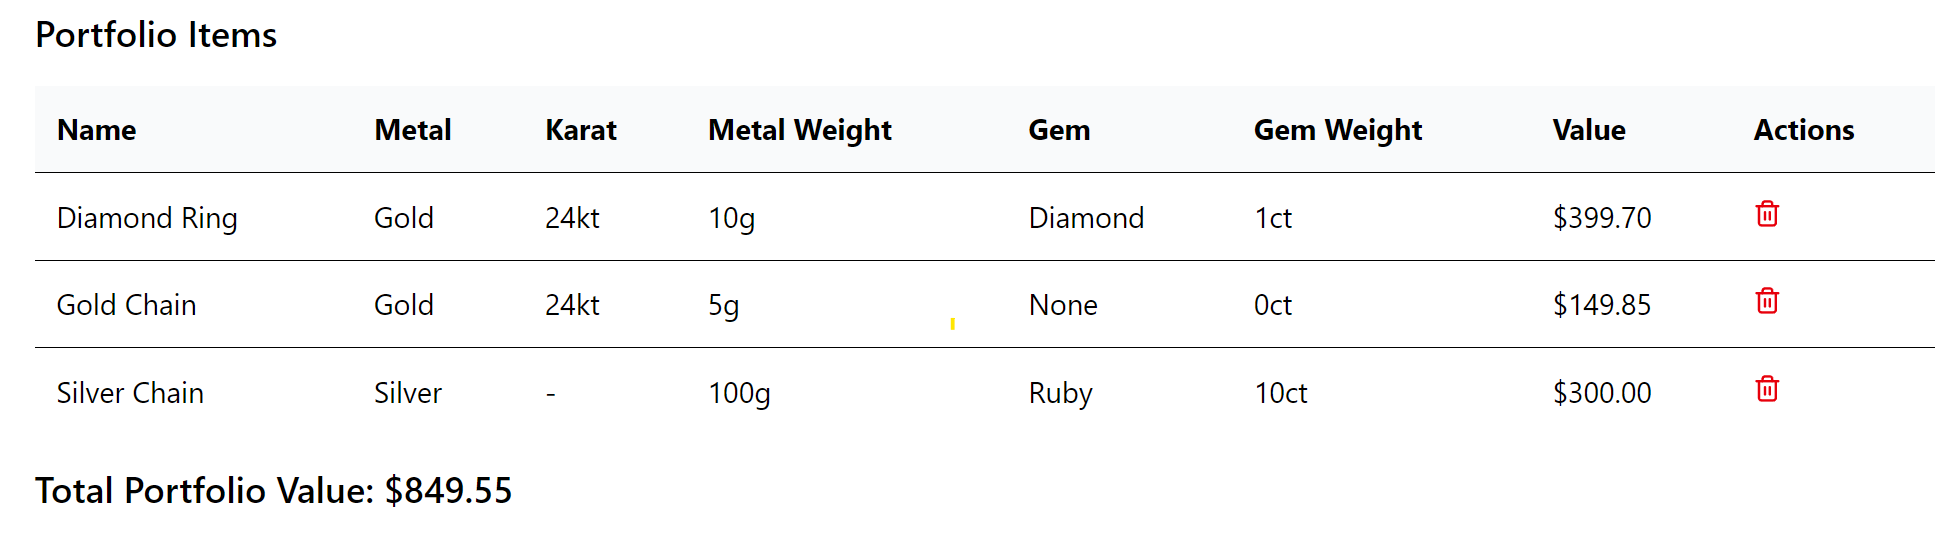 Portfolio Items
Name Metal Karat Metal Weight Gem Gem Weight Value Actions
Diamond Ring Gold 24kt 10g Diamond 1ct $399.70
Gold Chain Gold 24kt 5g None 0ct $149.85
Silver Chain Silver - 100g Ruby 10ct $300.00
Total Portfolio Value: $849.55